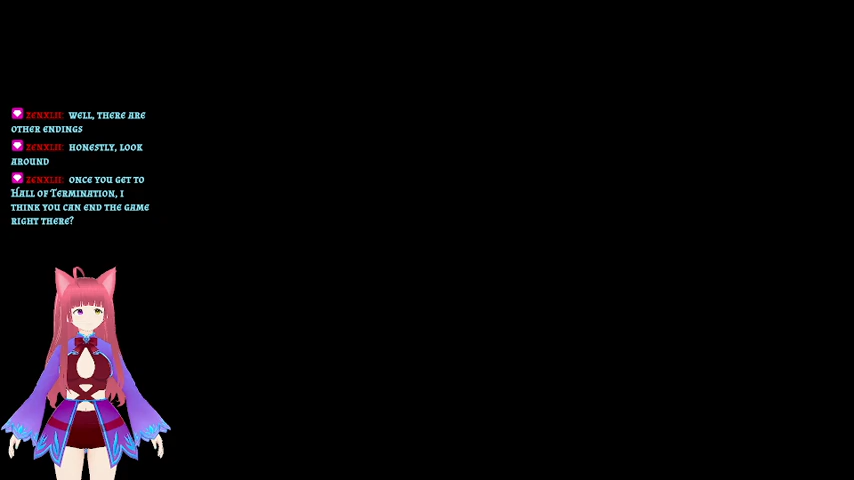 ZENXLII: WELL, THERE ARE
OTHER ENDINGS
ZENXLII: HONESTLY, LOOK
AROUND
ZENXLII: ONCE YOU GET TO
HALL OF TERMINATION, I
THINK YOU CAN END THE GAME
RIGHT THERE?